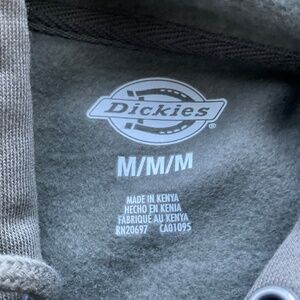 Dickies®
M/M/M
MADE IN KENYA
HECHO EN KENIA
FABRIQUÉ AU KENYA
RN20697 CA01095